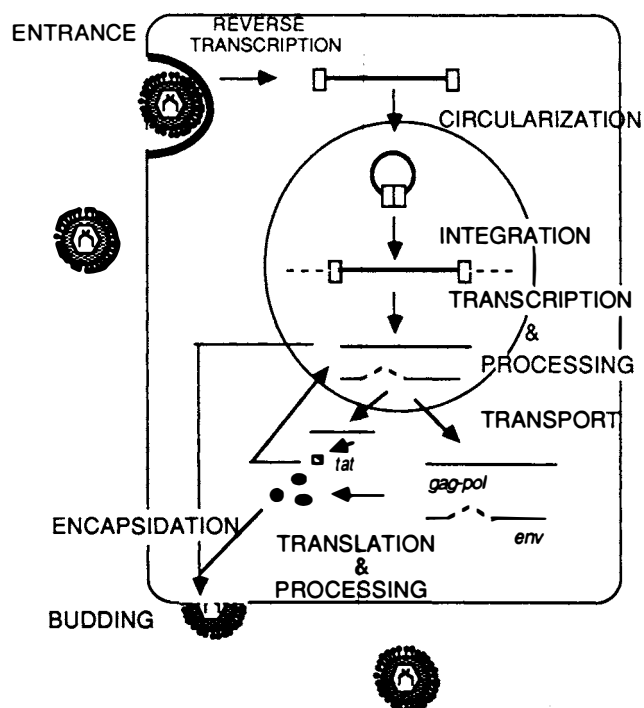 ENTRANCE
REVERSE
TRANSCRIPTION
CIRCULARIZATION
INTEGRATION
TRANSCRIPTION
&
PROCESSING
TRANSPORT
tat
gag-pol
env
ENCAPSIDATION
TRANSLATION
&
PROCESSING
BUDDING